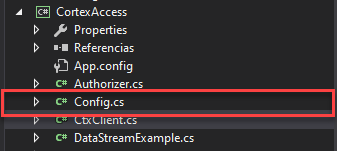 C# CortexAccess
Properties
Referencias
App.config
C# Authorizer.cs
C# Config.cs
C# CtxClient.cs
C# DataStreamExample.cs